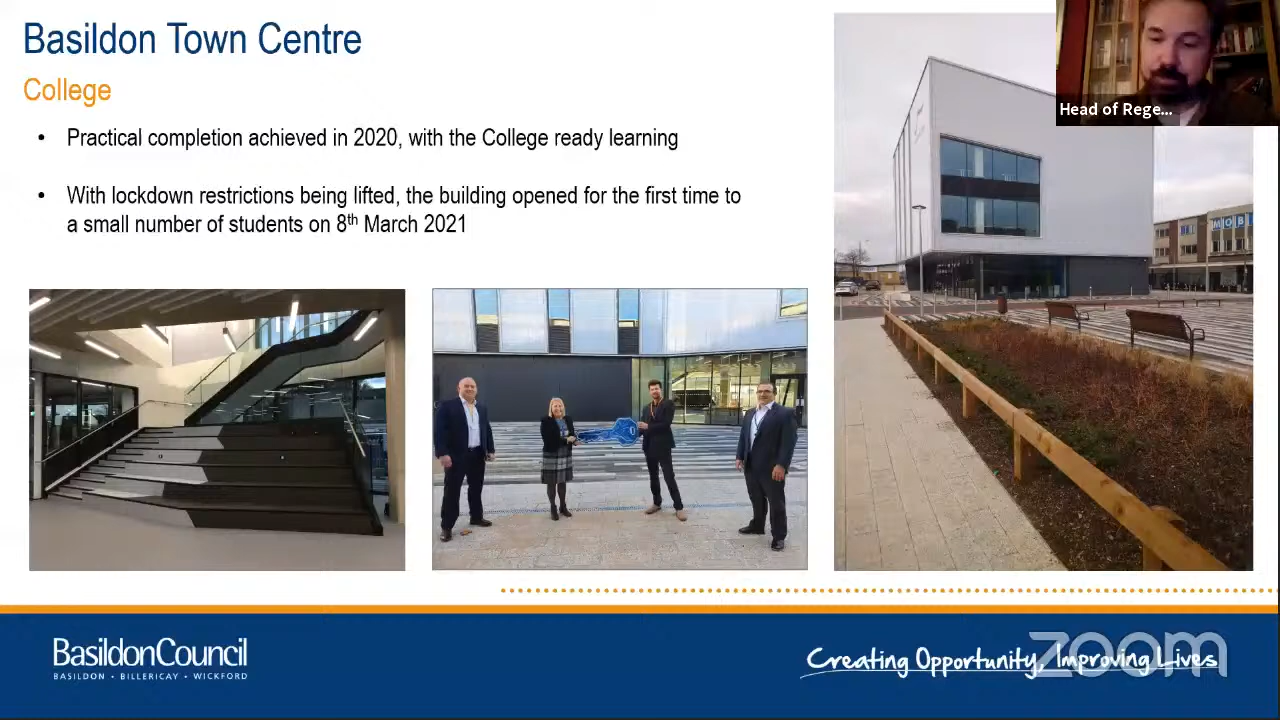 Basildon Town Centre
College
• Practical completion achieved in 2020, with the College ready learning
• With lockdown restrictions being lifted, the building opened for the first time to
a small number of students on 8th March 2021
Head of Rege...
MOBI
BasildonCouncil
BASILDON • BILLERICAY • WICKFORD
Creating Opportunity, Improving Lives
zoom